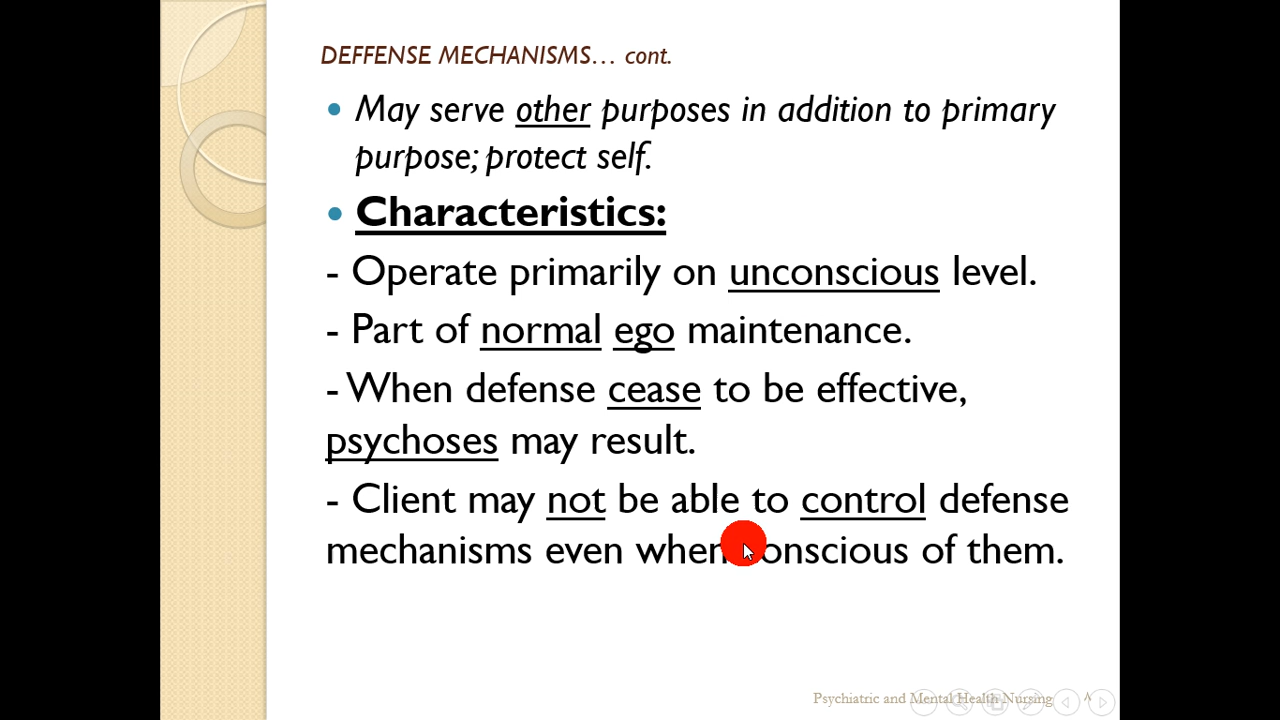 DEFFENSE MECHANISMS… cont.
• May serve other purposes in addition to primary
purpose; protect self.
• Characteristics:
- Operate primarily on unconscious level.
- Part of normal ego maintenance.
- When defense cease to be effective,
psychoses may result.
- Client may not be able to control defense
mechanisms even when conscious of them.
Psychiatric and Mental Health Nursing ٨